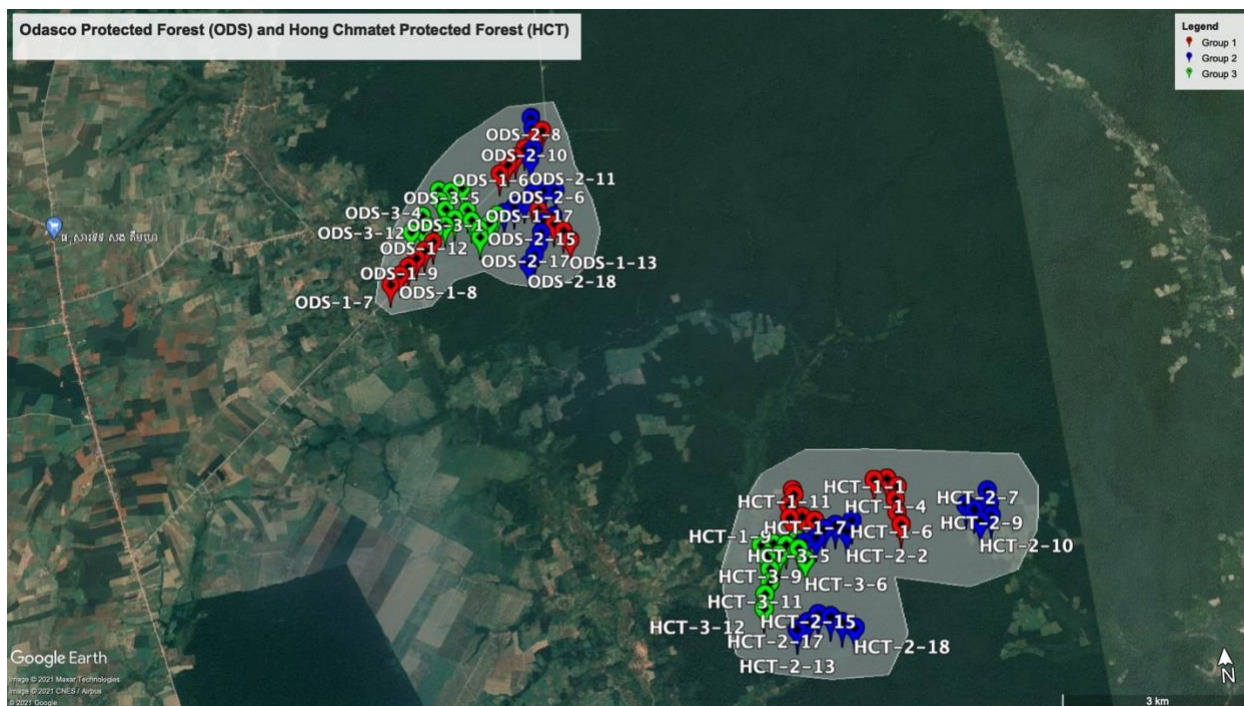 Odasco Protected Forest (ODS) and Hong Chmatet Protected Forest (HCT)
Legend
Group 1
Group 2
Group 3
ODS-2-8
ODS-2-10
ODS-1-6
ODS-2-11
ODS-3-5
ODS-2-6
ODS-3-4
ODS-1-17
ODS-3-12
ODS-3-1
ODS-2-15
ODS-1-12
ODS-2-17
ODS-1-13
ODS-1-9
ODS-2-18
ODS-1-8
ODS-1-7
HCT-1-1
HCT-1-11
HCT-2-7
HCT-1-4
HCT-2-9
HCT-1-7
HCT-1-9
HCT-1-6
HCT-2-10
HCT-3-5
HCT-2-2
HCT-3-9
HCT-3-6
HCT-3-11
HCT-2-15
HCT-3-12
HCT-2-17
HCT-2-18
HCT-2-13
Google Earth
Image © 2021 Maxar Technologies
Image © 2021 CNES / Airbus
© 2021 Google
N
3 km